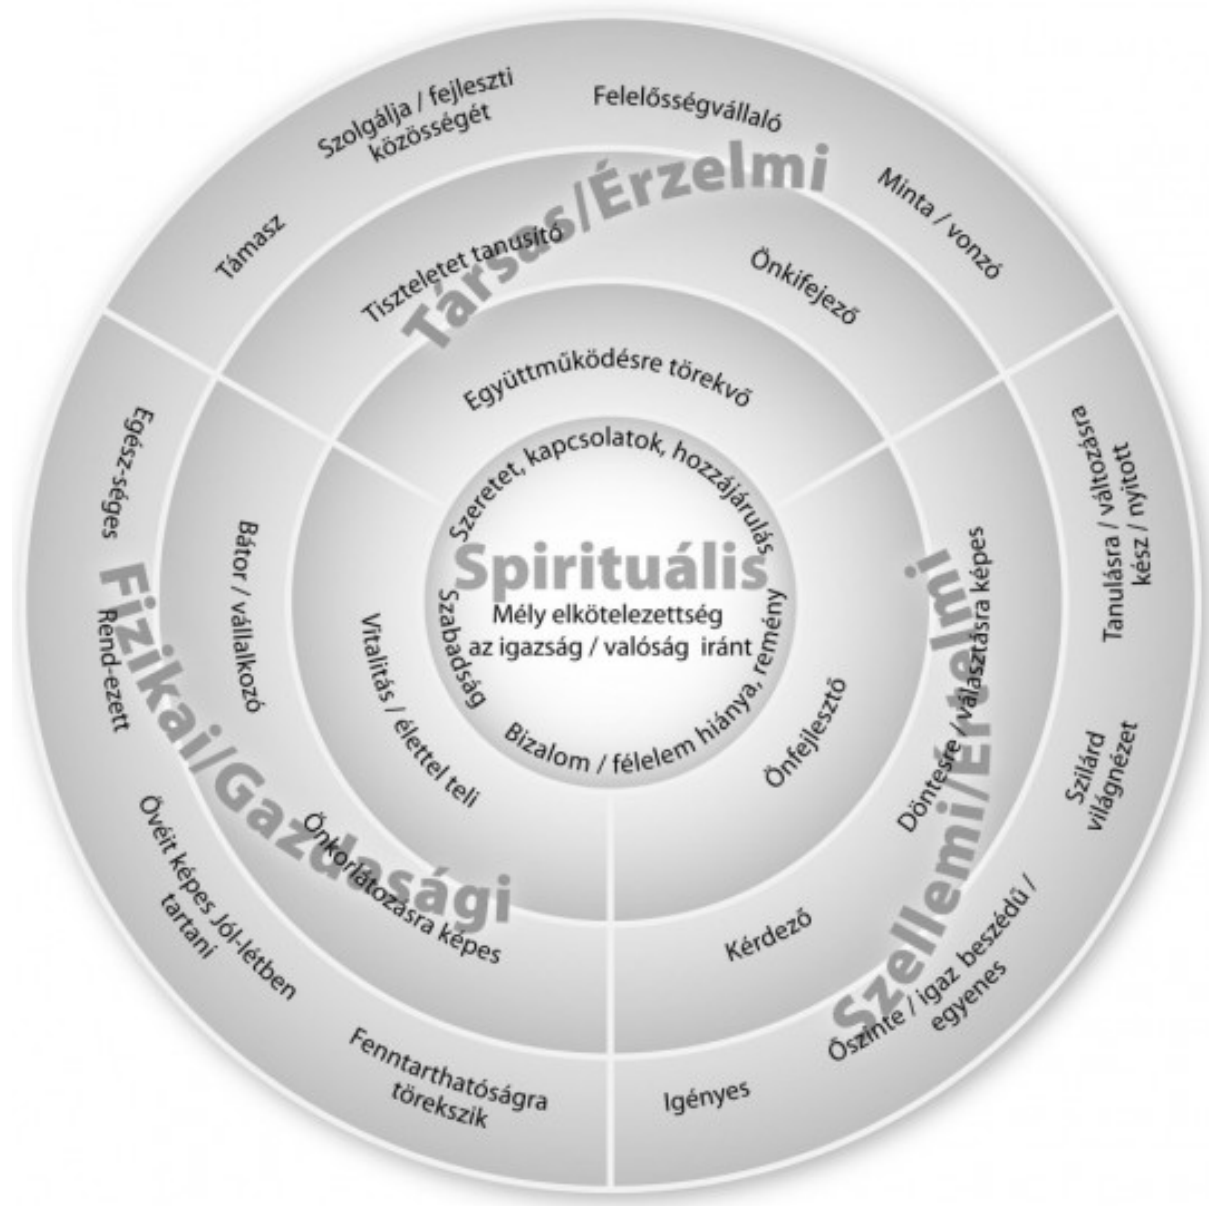 Szolgálja / fejleszti
közösségét
Felelősségvállaló
Minta / vonzó
Támasz
Társas/Érzelmi
Tiszteletet tanusító
Önkifejező
Együttműködésre törekvő
Szeretet, kapcsolatok, hozzájárulás
Spirituális
Mély elkötelezettség
az igazság / valóság iránt
Szabadság
Bizalom / félelem hiánya, remény
Egész-séges
Rend-ezett
Fizikai/Gazdasági
Bátor / vállalkozó
Vitalitás / élettel teli
Önkorlátozásra képes
Óvéit képes Jól-létben
tartani
Fenntarthatóságra
törekszik
Tanulásra / változásra
kész / nyitott
Szilárd
világnézet
Szellemi/Értelmi
Döntésre / választásra képes
Önfejlesztő
Kérdező
Őszinte / igaz beszédű /
egyenes
Igényes